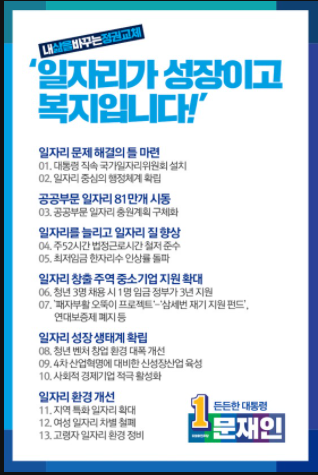 내삶을바꾸는정권교체
'일자리가 성장이고
복지입니다!'
일자리 문제 해결의 틀 마련
01. 대통령 직속 국가일자리위원회 설치
02. 일자리 중심의 행정체계 확립
공공부문 일자리 81만개 시동
03. 공공부문 일자리 충원계획 구체화
일자리를 늘리고 일자리 질 향상
04. 주52시간 법정근로시간 철저 준수
05. 최저임금 한자리수 인상률 돌파
일자리 창출 주역 중소기업 지원 확대
06. 청년 3명 채용 시 1명 임금 정부가 3년 지원
07. '패자부활 오뚝이 프로젝트'-'삼세번 재기 지원 펀드',
연대보증제 폐지 등
일자리 성장 생태계 확립
08. 청년 벤처 창업 환경 대폭 개선
09. 4차 산업혁명에 대비한 신성장산업 육성
10. 사회적 경제기업 적극 활성화
일자리 환경 개선
11. 지역 특화 일자리 확대
12. 여성 일자리 차별 철폐
13. 고령자 일자리 환경 정비
1 든든한 대통령
문재인